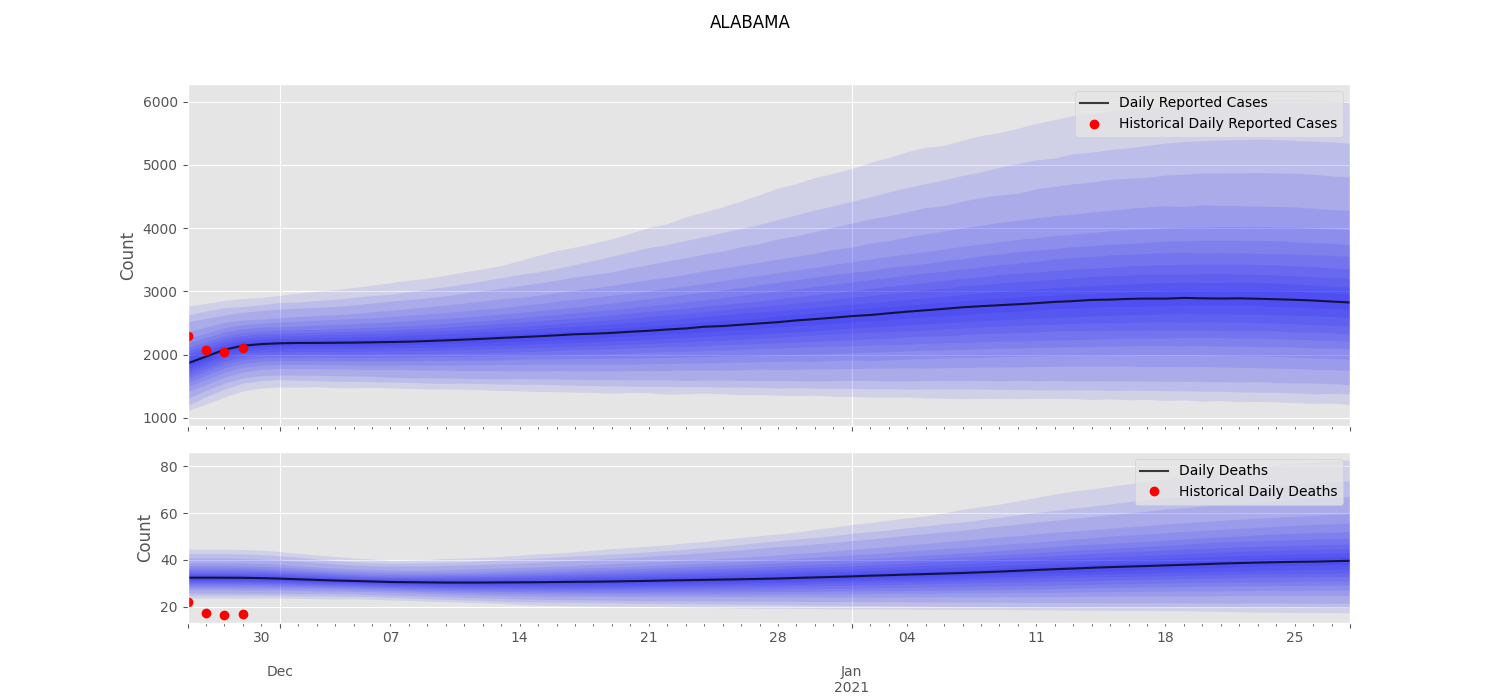 ALABAMA
Daily Reported Cases
Historical Daily Reported Cases
6000
5000
4000
3000
2000
1000
Count
Daily Deaths
Historical Daily Deaths
80
60
40
20
Count
30 07 14 21 28 04 11 18 25
Dec Jan
2021